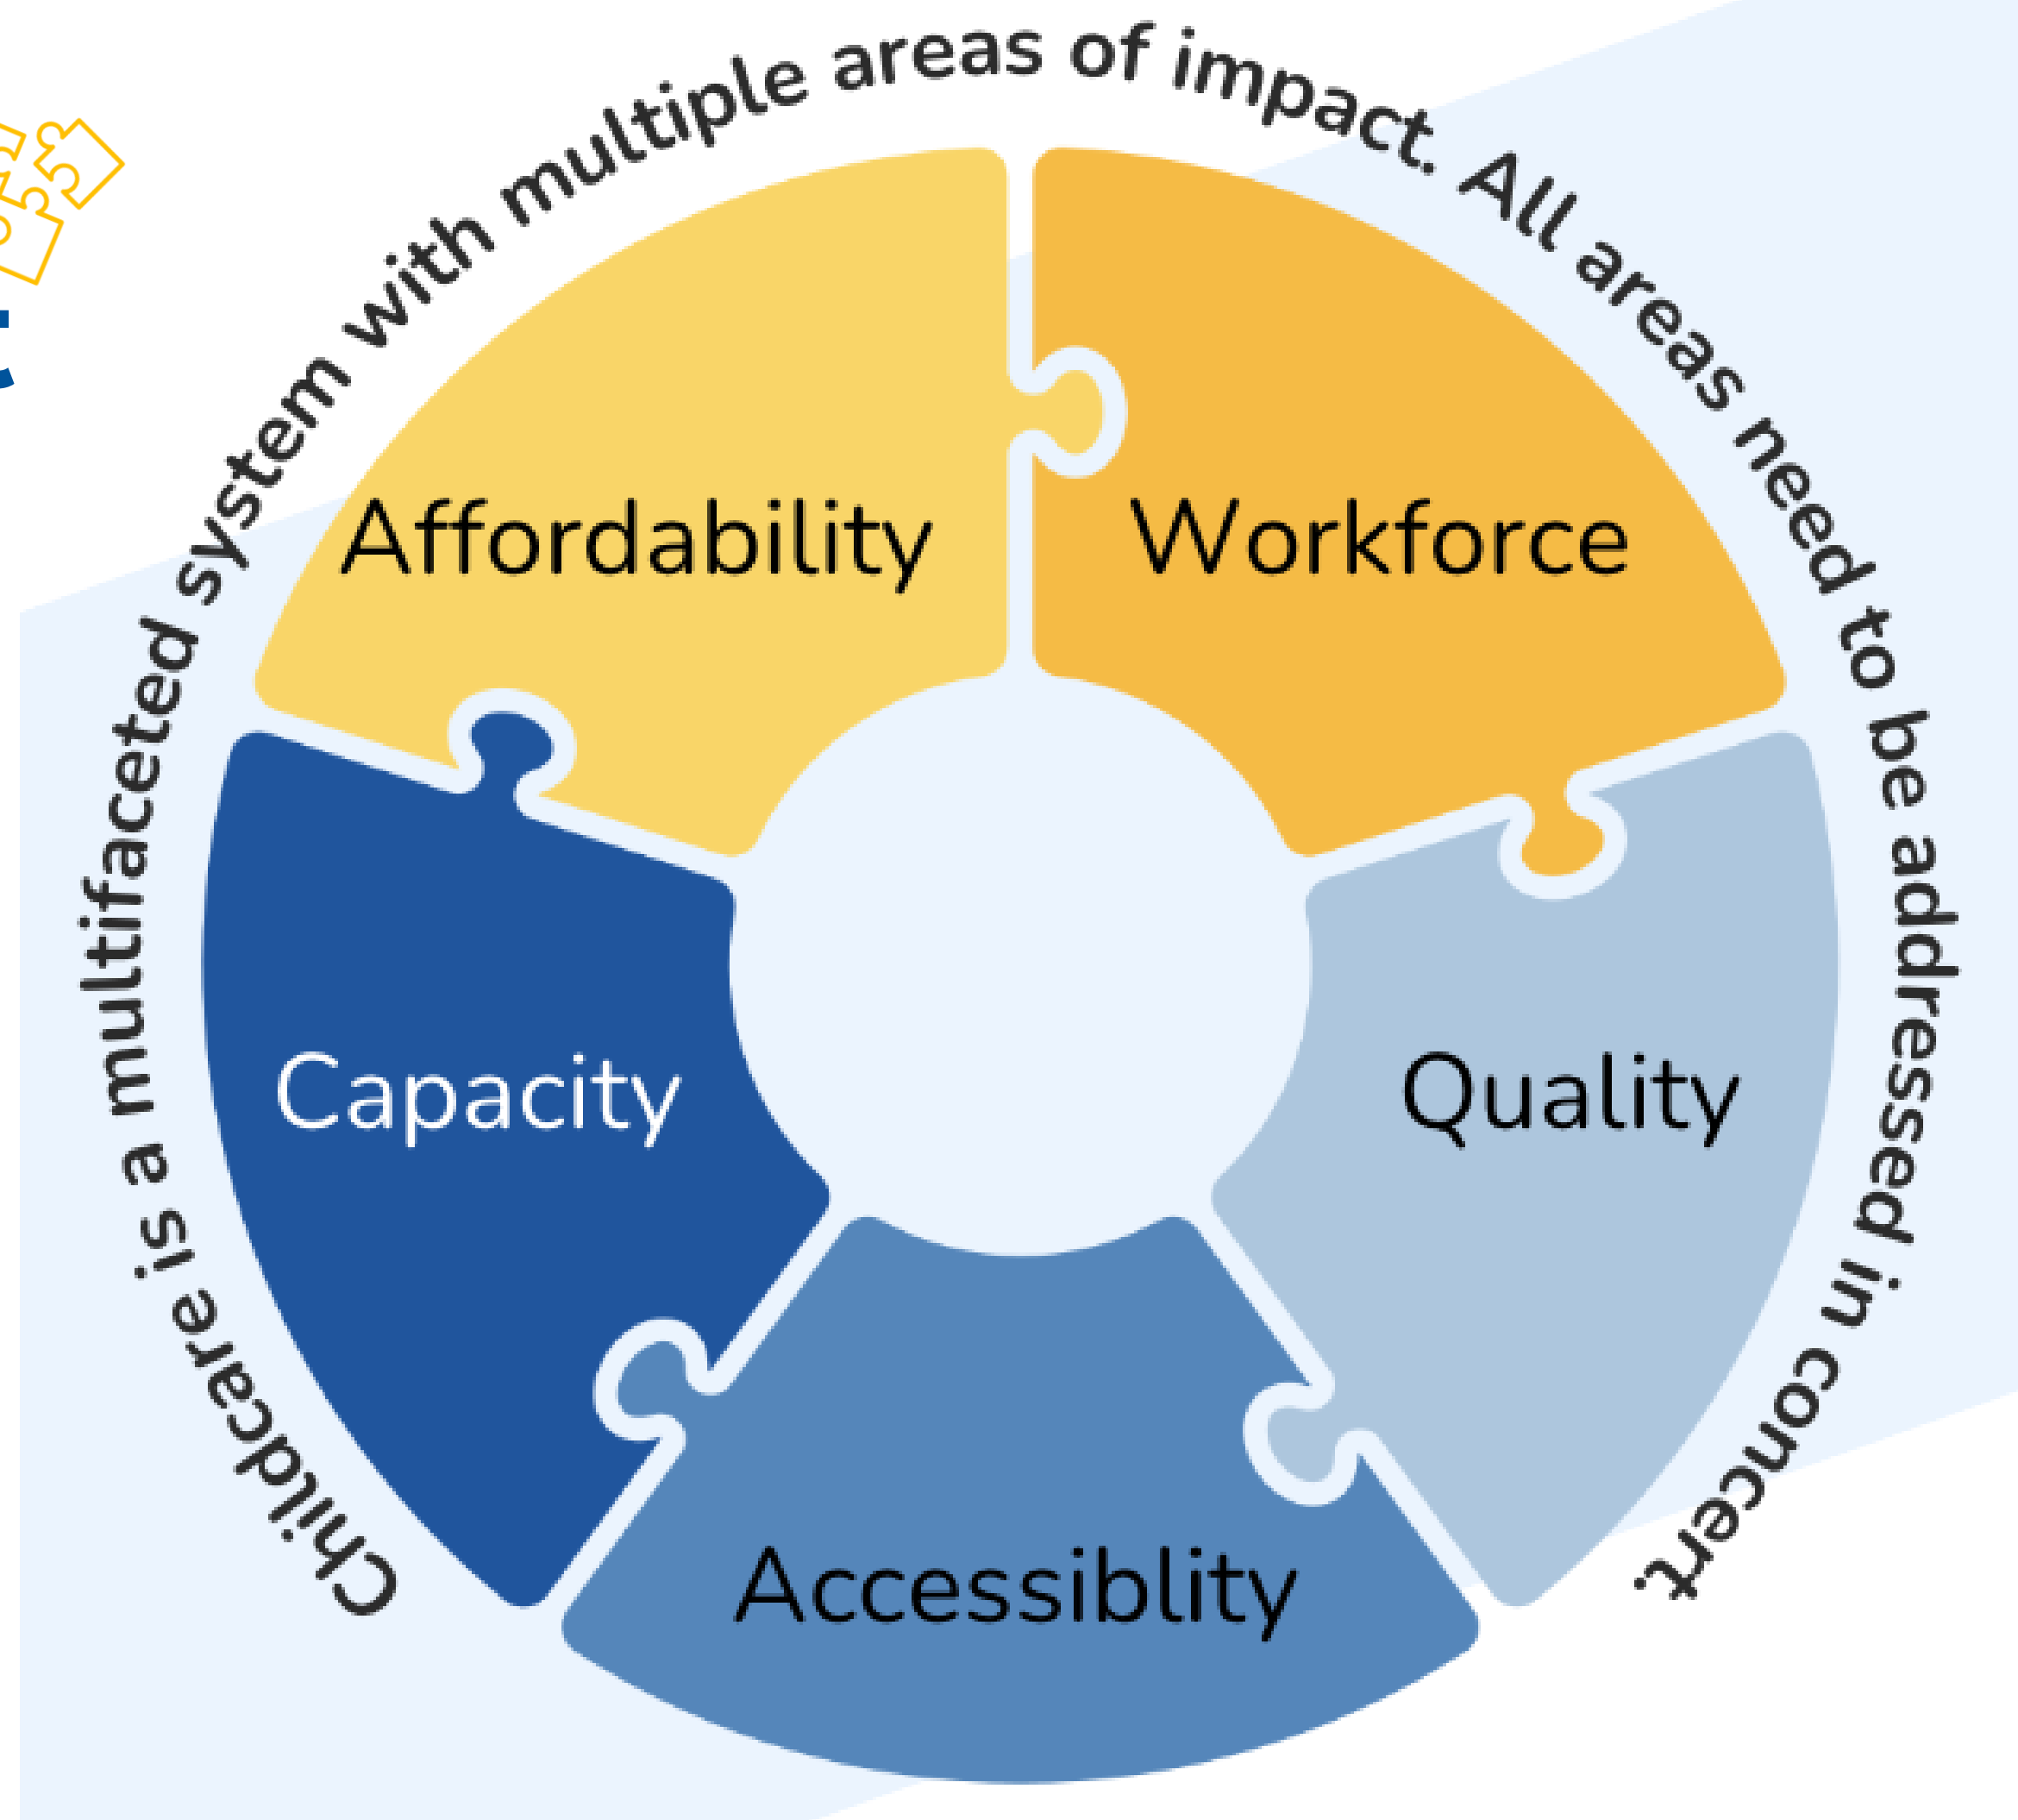 Childcare is a multifaceted system with multiple areas of impact. All areas need to be addressed in concert.
Affordability
Workforce
Capacity
Quality
Accessiblity